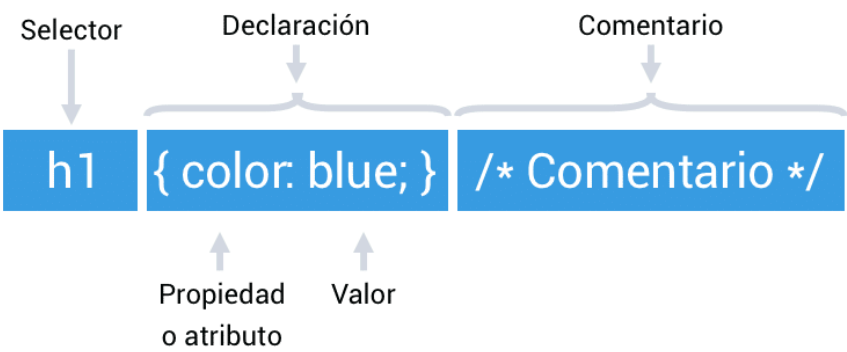 Selector
Declaración
Comentario
h1
{ color: blue; }
/* Comentario */
Propiedad
o atributo
Valor